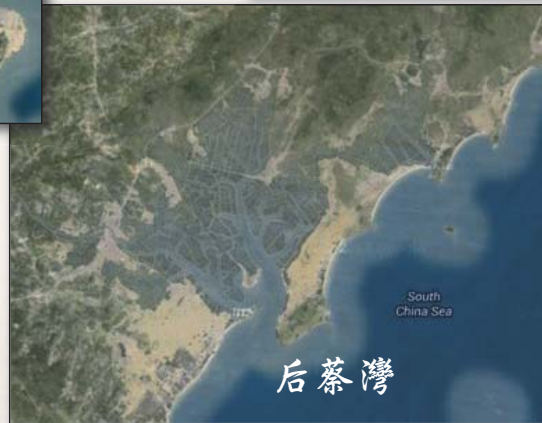 South
China Sea
后蔡灣